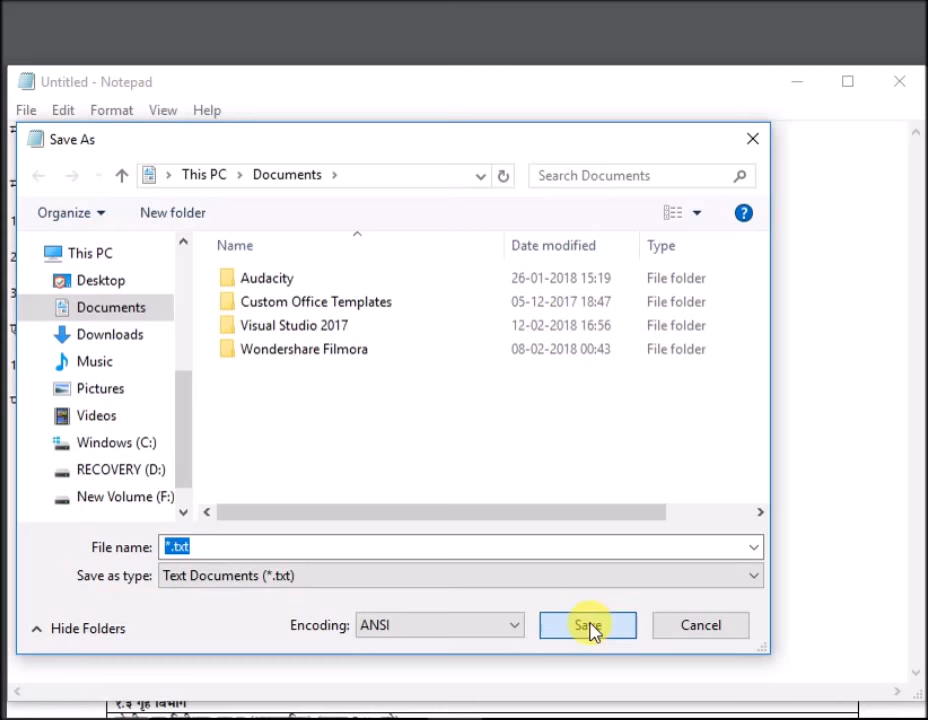 Untitled - Notepad
File Edit Format View Help
Save As
This PC Documents
Search Documents
Organize New folder
This PC
Desktop
Documents
Downloads
Music
Pictures
Videos
Windows (C:)
RECOVERY (D:)
New Volume (F:)
Name Date modified Type
Audacity 26-01-2018 15:19 File folder
Custom Office Templates 05-12-2017 18:47 File folder
Visual Studio 2017 12-02-2018 16:56 File folder
Wondershare Filmora 08-02-2018 00:43 File folder
File name: *.txt
Save as type: Text Documents (*.txt)
Hide Folders
Encoding: ANSI
Save
Cancel
१.३ गृह विभाग